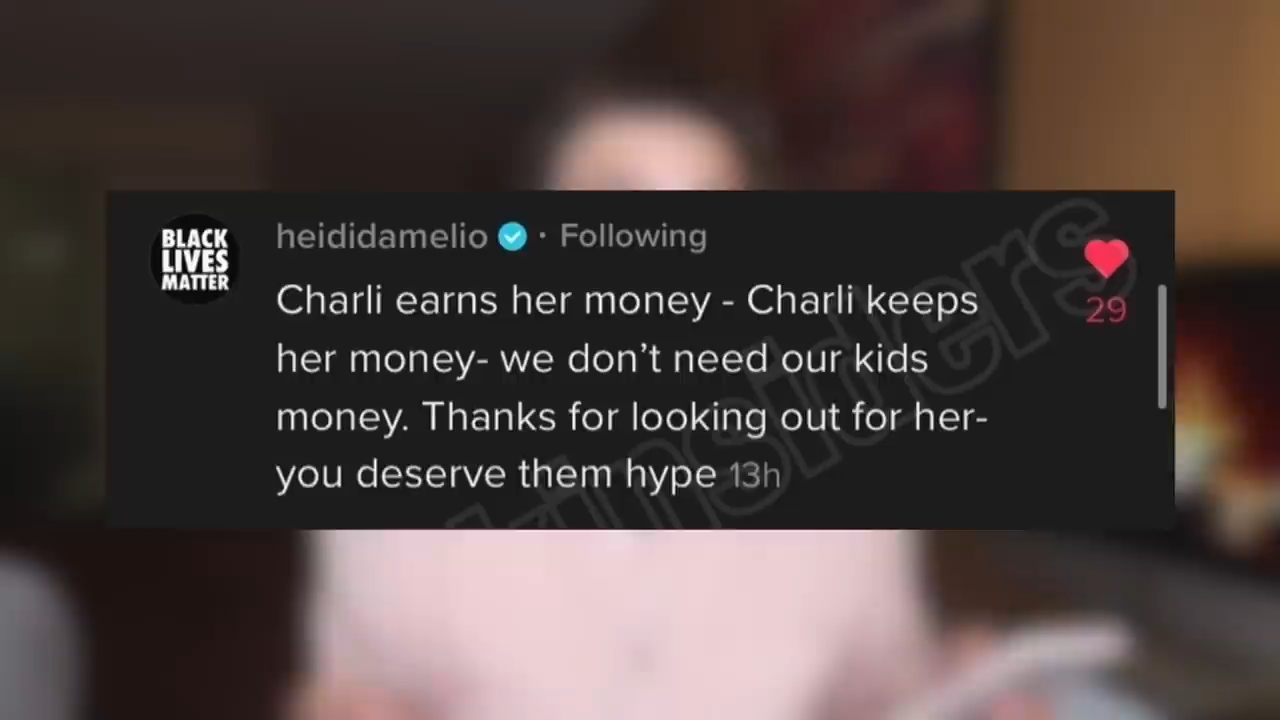 BLACK
LIVES
MATTER
heididamelio · Following
Charli earns her money - Charli keeps
her money- we don’t need our kids
money. Thanks for looking out for her-
you deserve them hype 13h
29
kinsiders